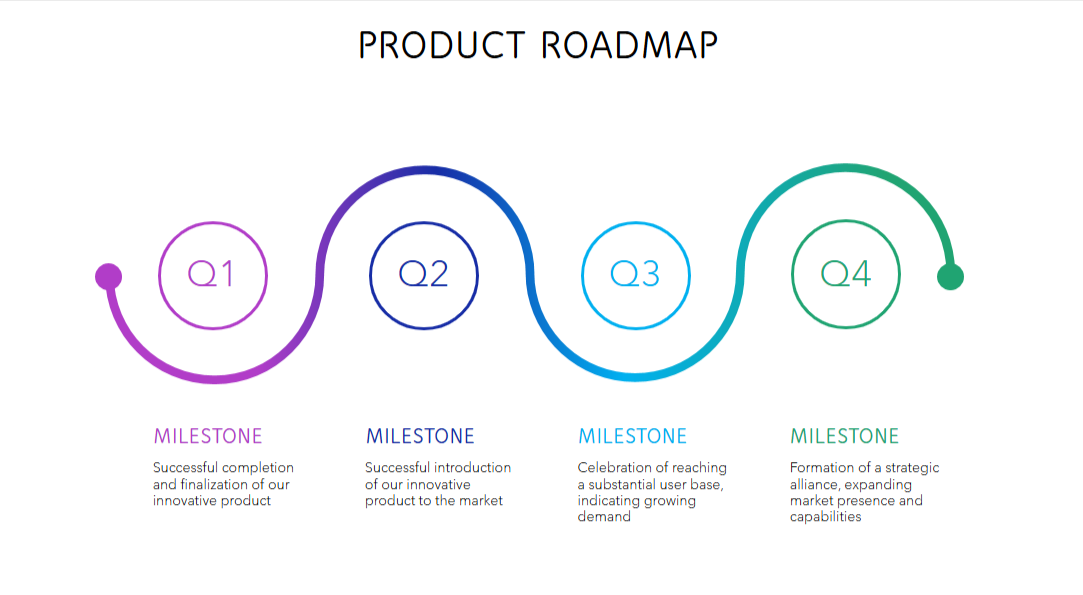 PRODUCT ROADMAP
Q1
Q2
Q3
Q4
MILESTONE
Successful completion
and finalization of our
innovative product
MILESTONE
Successful introduction
of our innovative
product to the market
MILESTONE
Celebration of reaching
a substantial user base,
indicating growing
demand
MILESTONE
Formation of a strategic
alliance, expanding
market presence and
capabilities